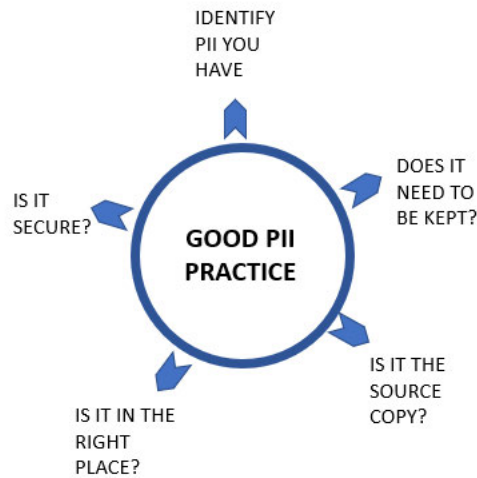 IDENTIFY
PII YOU
HAVE
DOES IT
NEED TO
BE KEPT?
IS IT
SECURE?
GOOD PII
PRACTICE
IS IT THE
SOURCE
COPY?
IS IT IN THE
RIGHT
PLACE?